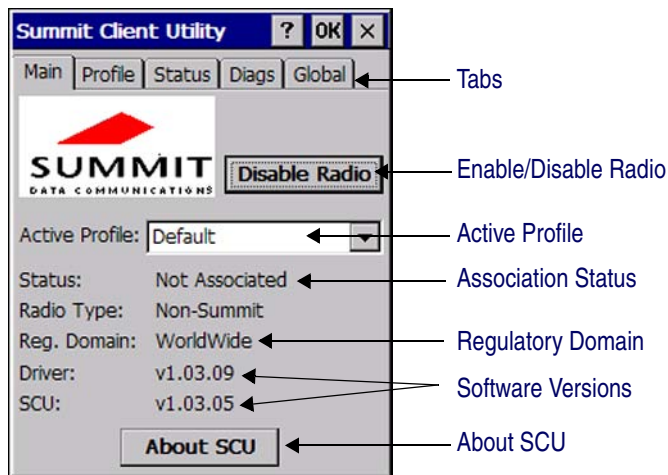 Summit Client Utility ? OK ×
Main Profile Status Diags Global
Tabs
SUMMIT
DATA COMMUNICATIONS
Disable Radio
Enable/Disable Radio
Active Profile: Default
Active Profile
Status: Not Associated
Association Status
Radio Type: Non-Summit
Reg. Domain: WorldWide
Regulatory Domain
Driver: v1.03.09
Software Versions
SCU: v1.03.05
About SCU
About SCU